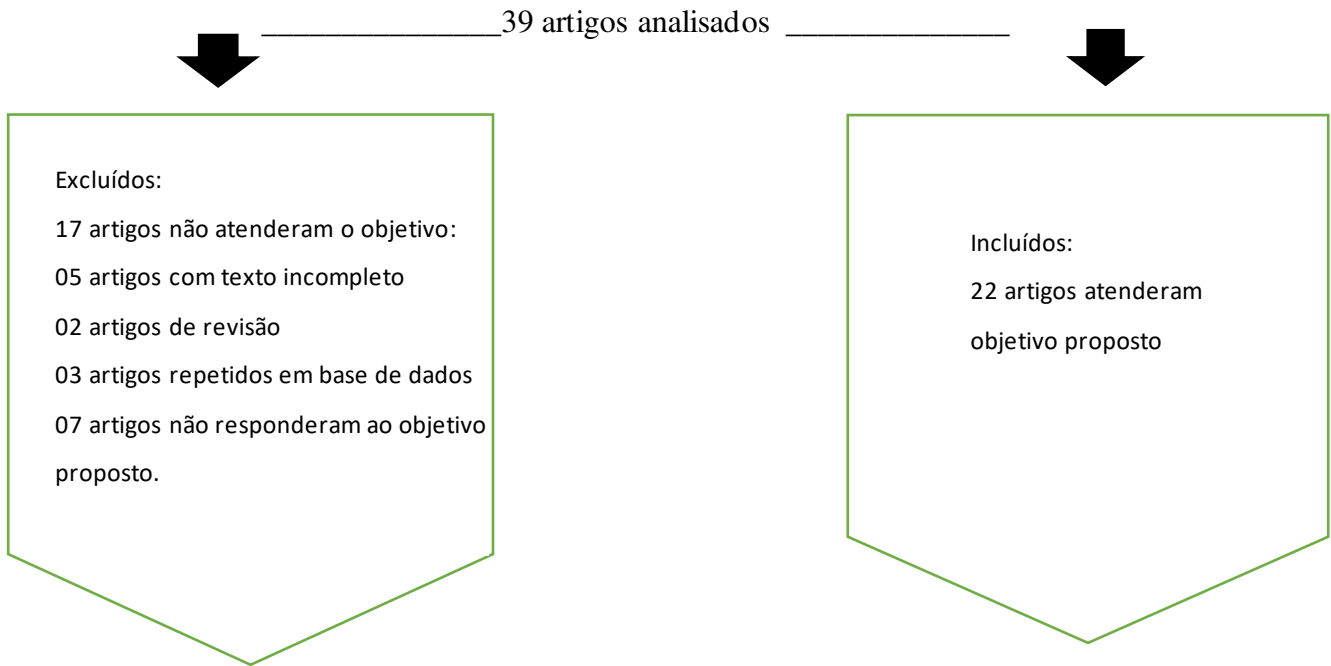 39 artigos analisados
Excluídos:
17 artigos não atenderam o objetivo:
05 artigos com texto incompleto
02 artigos de revisão
03 artigos repetidos em base de dados
07 artigos não responderam ao objetivo
proposto.
Incluídos:
22 artigos atenderam
objetivo proposto